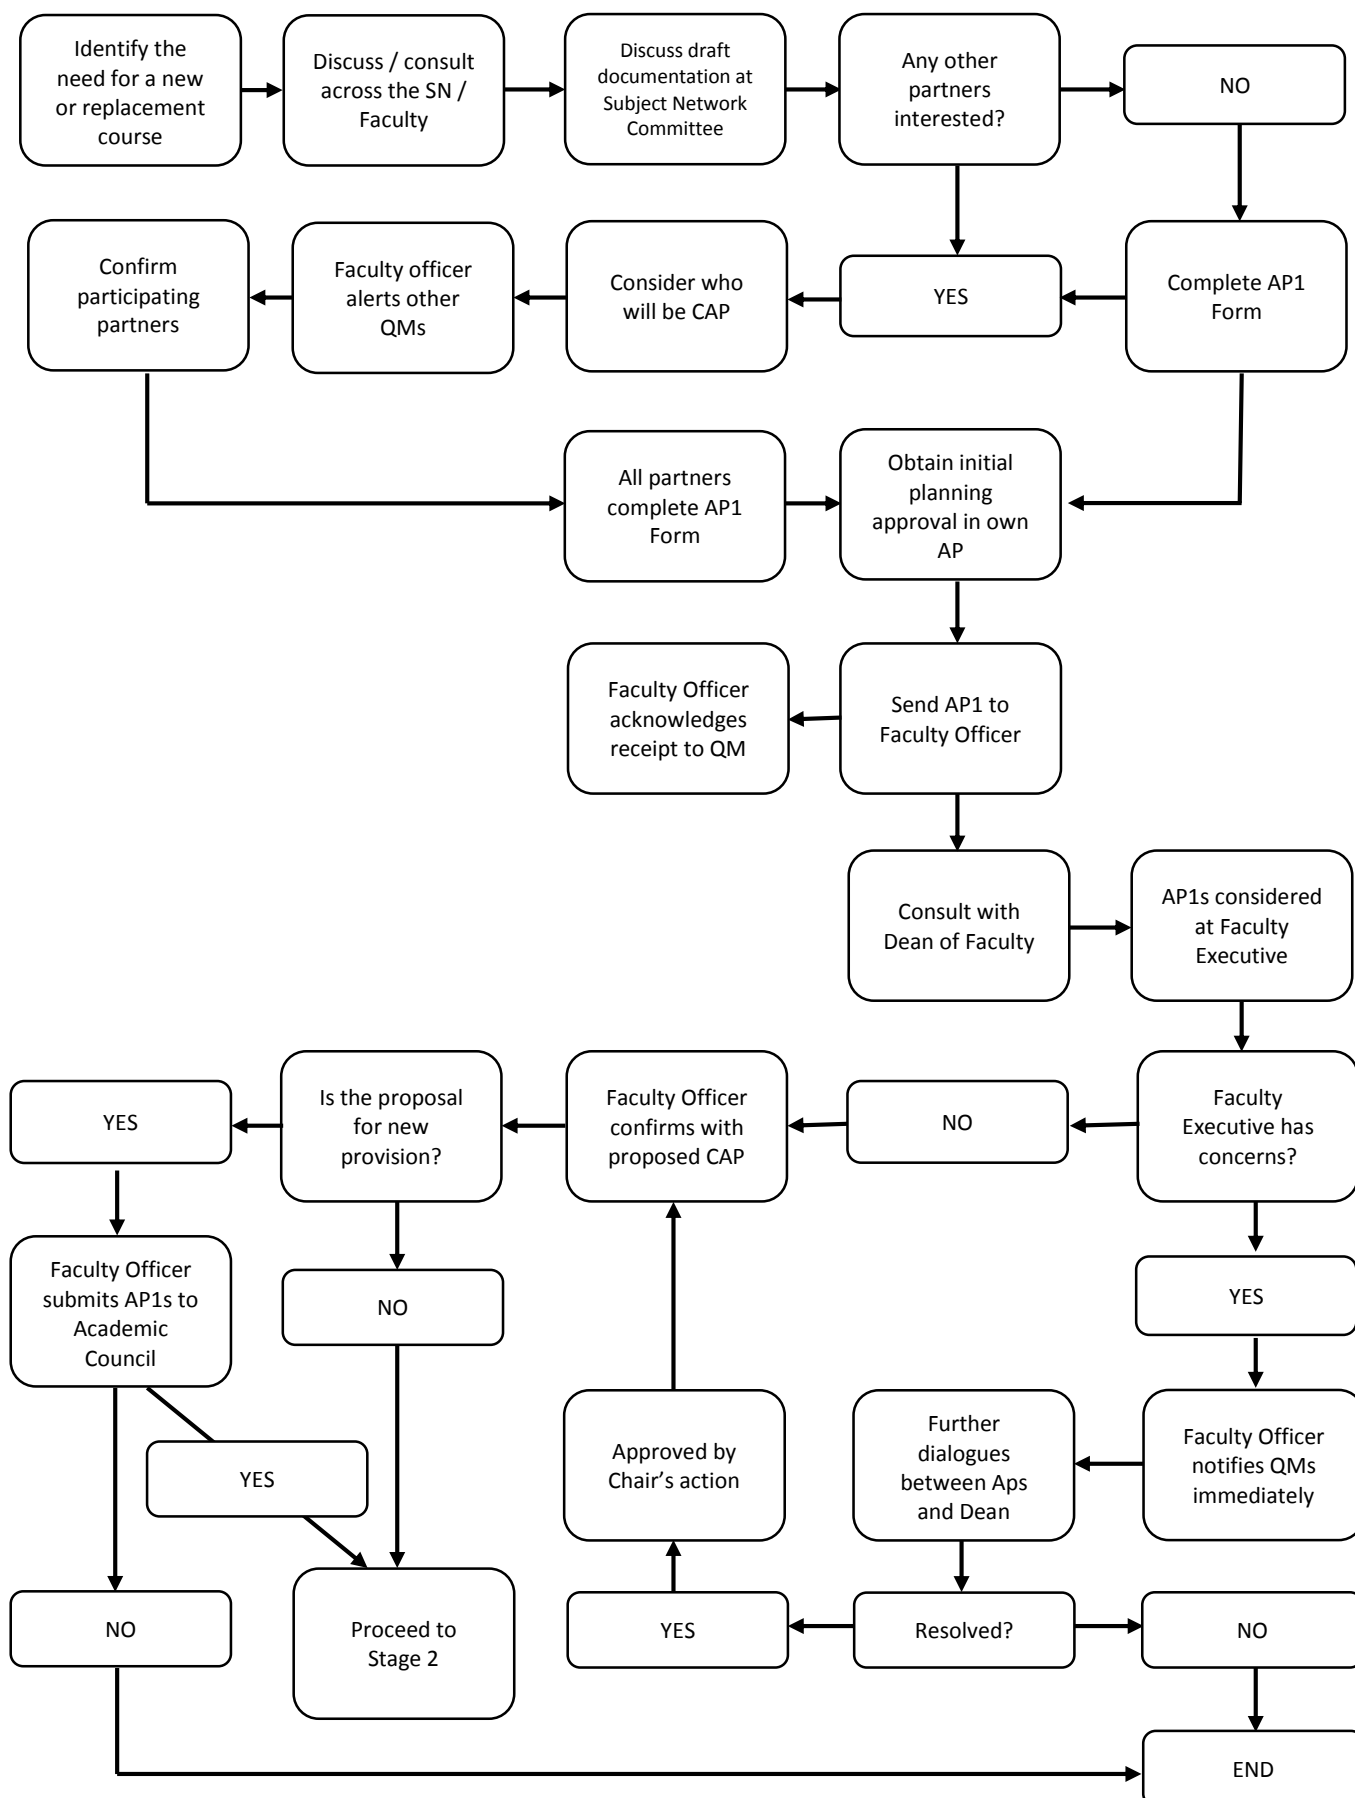 Identify the
need for a new
or replacement
course
Discuss / consult
across the SN /
Faculty
Discuss draft
documentation at
Subject Network
Committee
Any other
partners
interested?
NO
Confirm
participating
partners
Faculty officer
alerts other
QMs
Consider who
will be CAP
YES
Complete AP1
Form
All partners
complete AP1
Form
Obtain initial
planning
approval in own
AP
Faculty Officer
acknowledges
receipt to QM
Send AP1 to
Faculty Officer
Consult with
Dean of Faculty
AP1s considered
at Faculty
Executive
YES
Is the proposal
for new
provision?
Faculty Officer
confirms with
proposed CAP
NO
Faculty
Executive has
concerns?
Faculty Officer
submits AP1s to
Academic
Council
NO
YES
YES
Approved by
Chair’s action
Further
dialogues
between Aps
and Dean
Faculty Officer
notifies QMs
immediately
NO
Proceed to
Stage 2
YES
Resolved?
NO
END